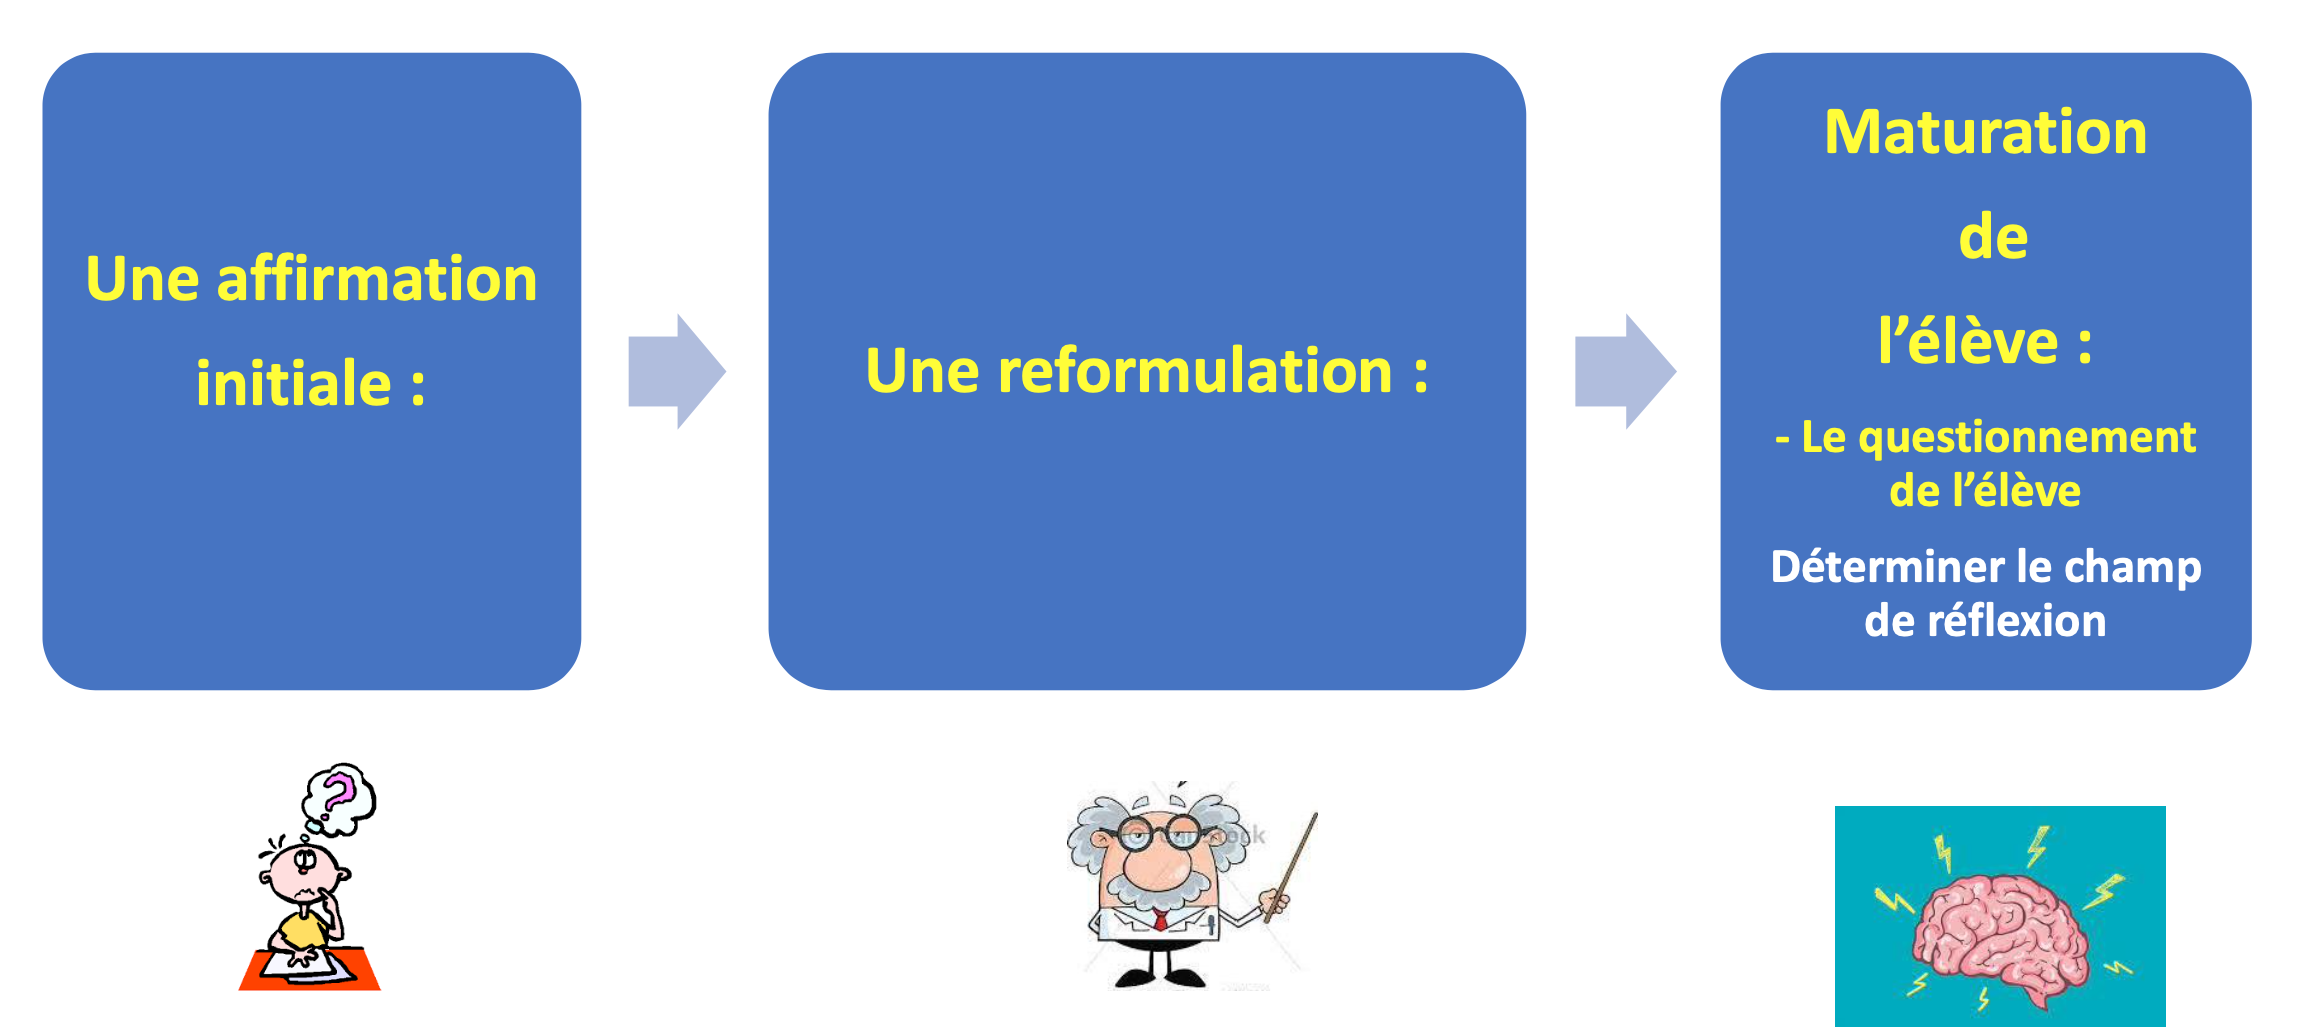 Une affirmation
initiale :
Une reformulation :
Maturation
de
l’élève :
- Le questionnement
de l’élève
Déterminer le champ
de réflexion
?